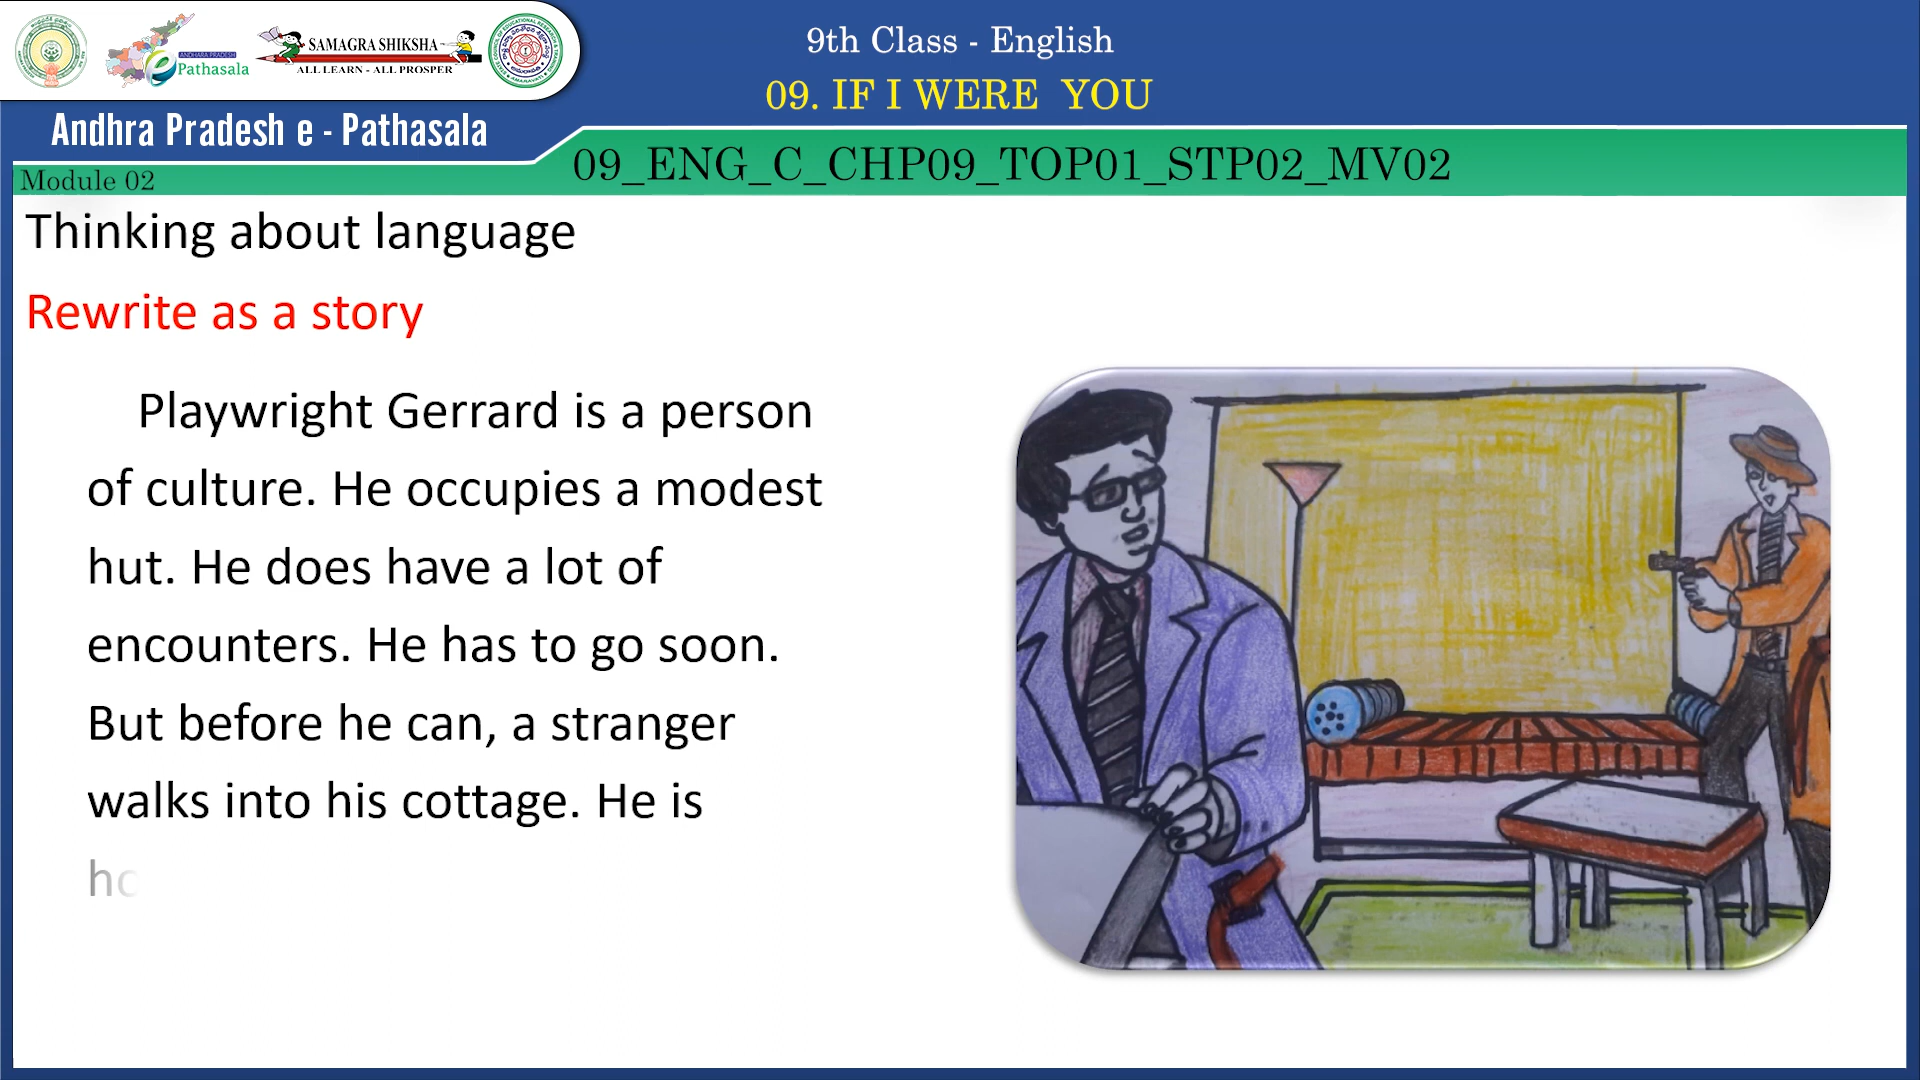 ANDHRA PRADESH
e Pathasala
SAMAGRA SHIKSHA
ALL LEARN - ALL PROSPER
Andhra Pradesh e - Pathasala
9th Class - English
09. IF I WERE YOU
09_ENG_C_CHP09_TOP01_STP02_MV02
Module 02
Thinking about language
Rewrite as a story
Playwright Gerrard is a person
of culture. He occupies a modest
hut. He does have a lot of
encounters. He has to go soon.
But before he can, a stranger
walks into his cottage. He is
ho